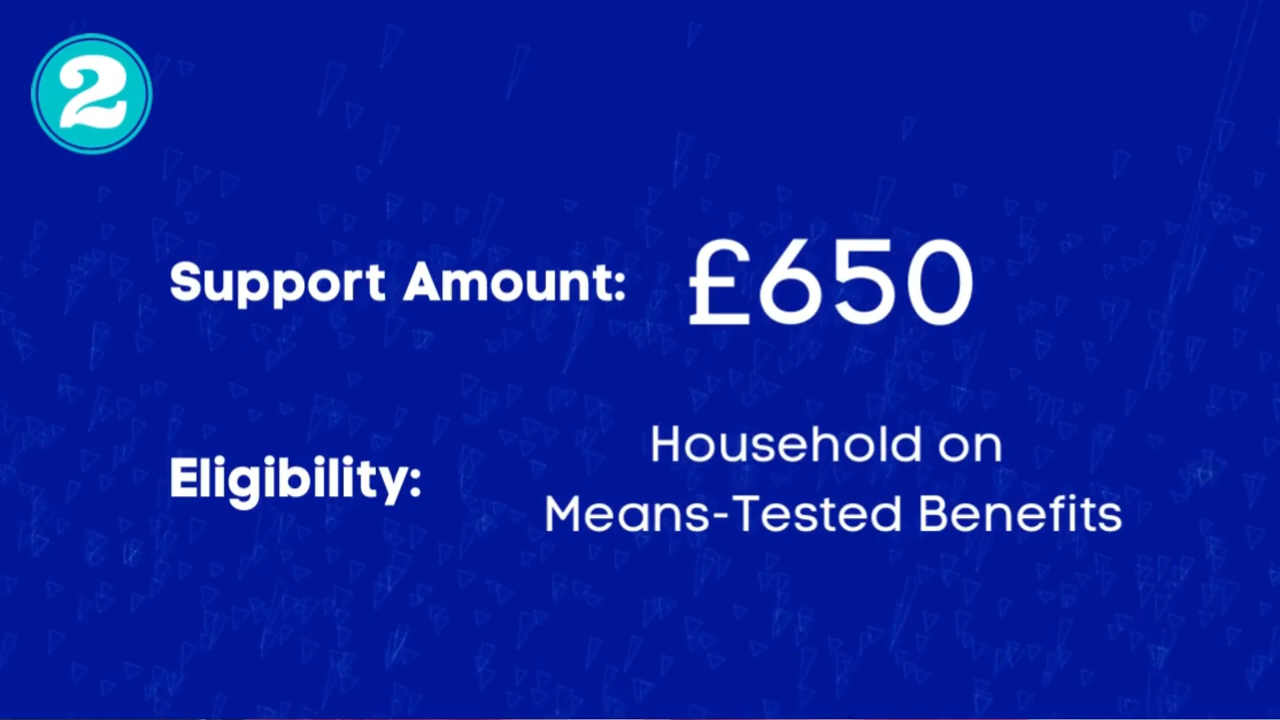 2
Support Amount: £650
Eligibility:
Household on
Means-Tested Benefits